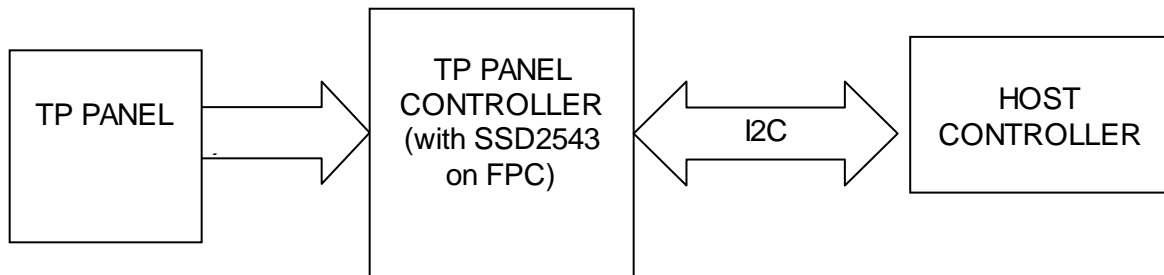 TP PANEL
TP PANEL
CONTROLLER
(with SSD2543
on FPC)
I2C
HOST
CONTROLLER